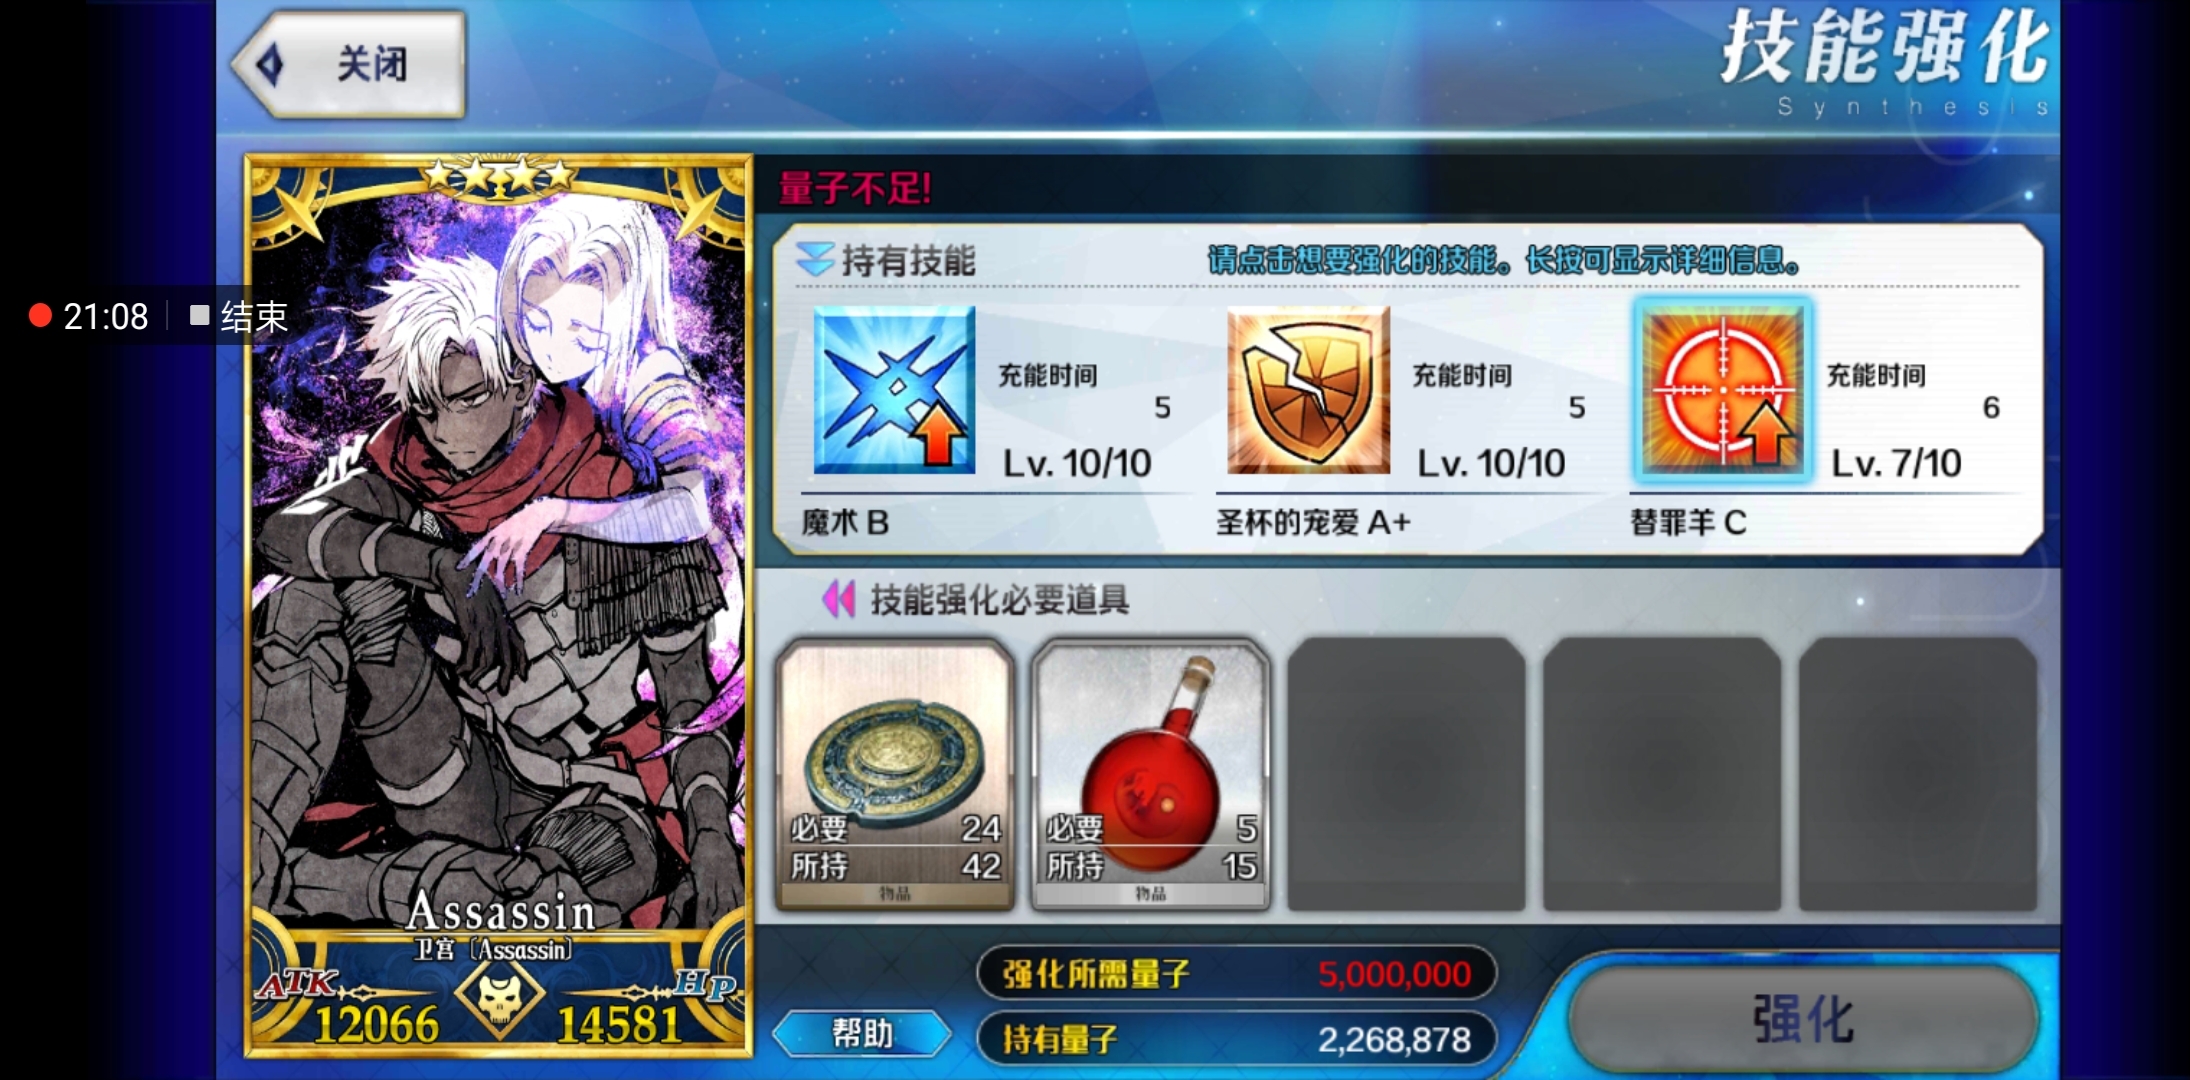 关闭
技能强化
Synthesis
量子不足!
持有技能
请点击想要强化的技能。长按可显示详细信息。
21:08
结束
充能时间
5
Lv. 10/10
魔术 B
充能时间
5
Lv. 10/10
圣杯的宠爱 A+
充能时间
6
Lv. 7/10
替罪羊 C
技能强化必要道具
必要 24
所持 42
物品
必要 5
所持 15
物品
Assassin
卫宫〔Assassin〕
ATK
HP
12066
14581
强化所需量子 5,000,000
帮助
持有量子 2,268,878
强化